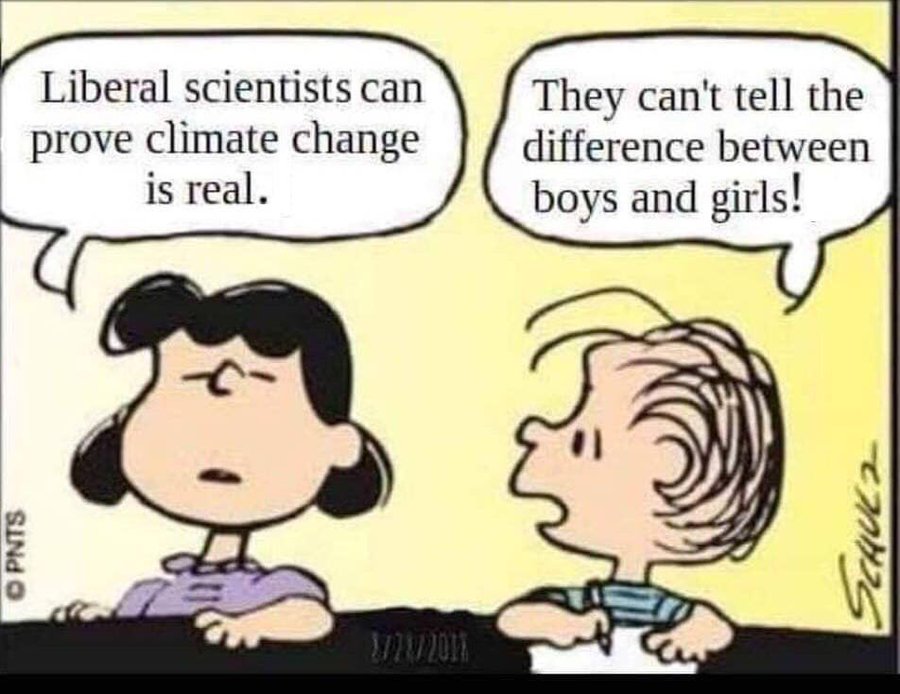 Liberal scientists can
prove climate change
is real.
They can't tell the
difference between
boys and girls!
© PNTS
SCHULZ